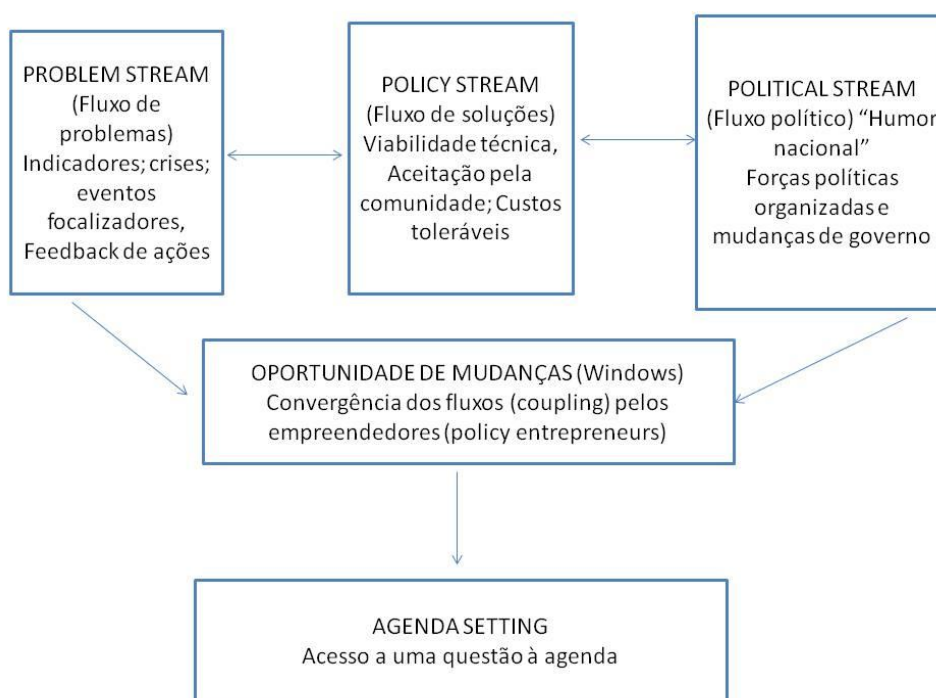 PROBLEM STREAM
(Fluxo de
problemas)
Indicadores; crises;
eventos
focalizadores,
Feedback de ações
POLICY STREAM
(Fluxo de soluções)
Viabilidade técnica,
Aceitação pela
comunidade; Custos
toleráveis
POLITICAL STREAM
(Fluxo político) “Humor
nacional”
Forças políticas
organizadas e
mudanças de governo
OPORTUNIDADE DE MUDANÇAS (Windows)
Convergência dos fluxos (coupling) pelos
empreendedores (policy entrepreneurs)
AGENDA SETTING
Acesso a uma questão à agenda